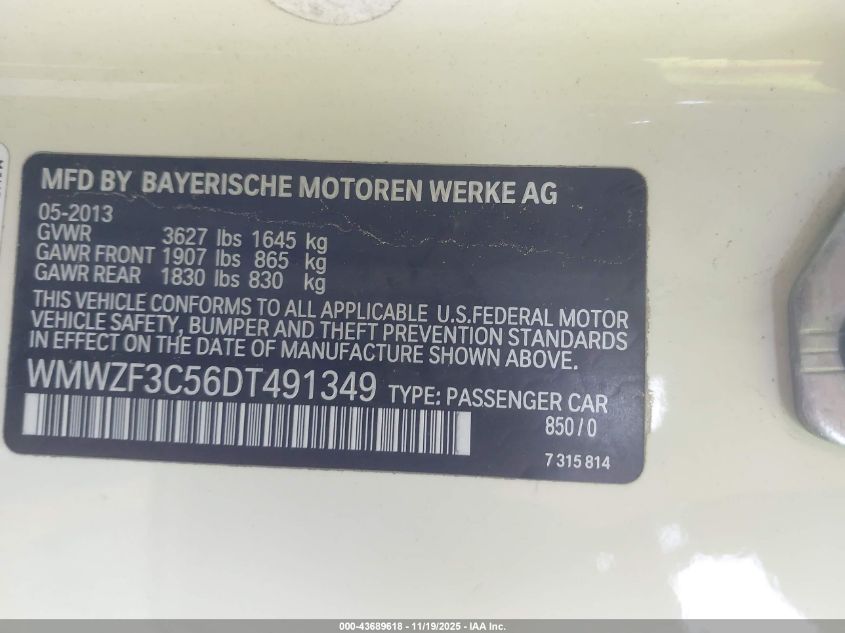 MFD BY BAYERISCHE MOTOREN WERKE AG
05-2013
GVWR 3627 lbs 1645 kg
GAWR FRONT 1907 lbs 865 kg
GAWR REAR 1830 lbs 830 kg
THIS VEHICLE CONFORMS TO ALL APPLICABLE U.S.FEDERAL MOTOR
VEHICLE SAFETY, BUMPER AND THEFT PREVENTION STANDARDS
IN EFFECT ON THE DATE OF MANUFACTURE SHOWN ABOVE.
WMWZF3C56DT491349 TYPE: PASSENGER CAR
850/0
7 315 814
000-43689618 - 11/19/2025 - IAA Inc.